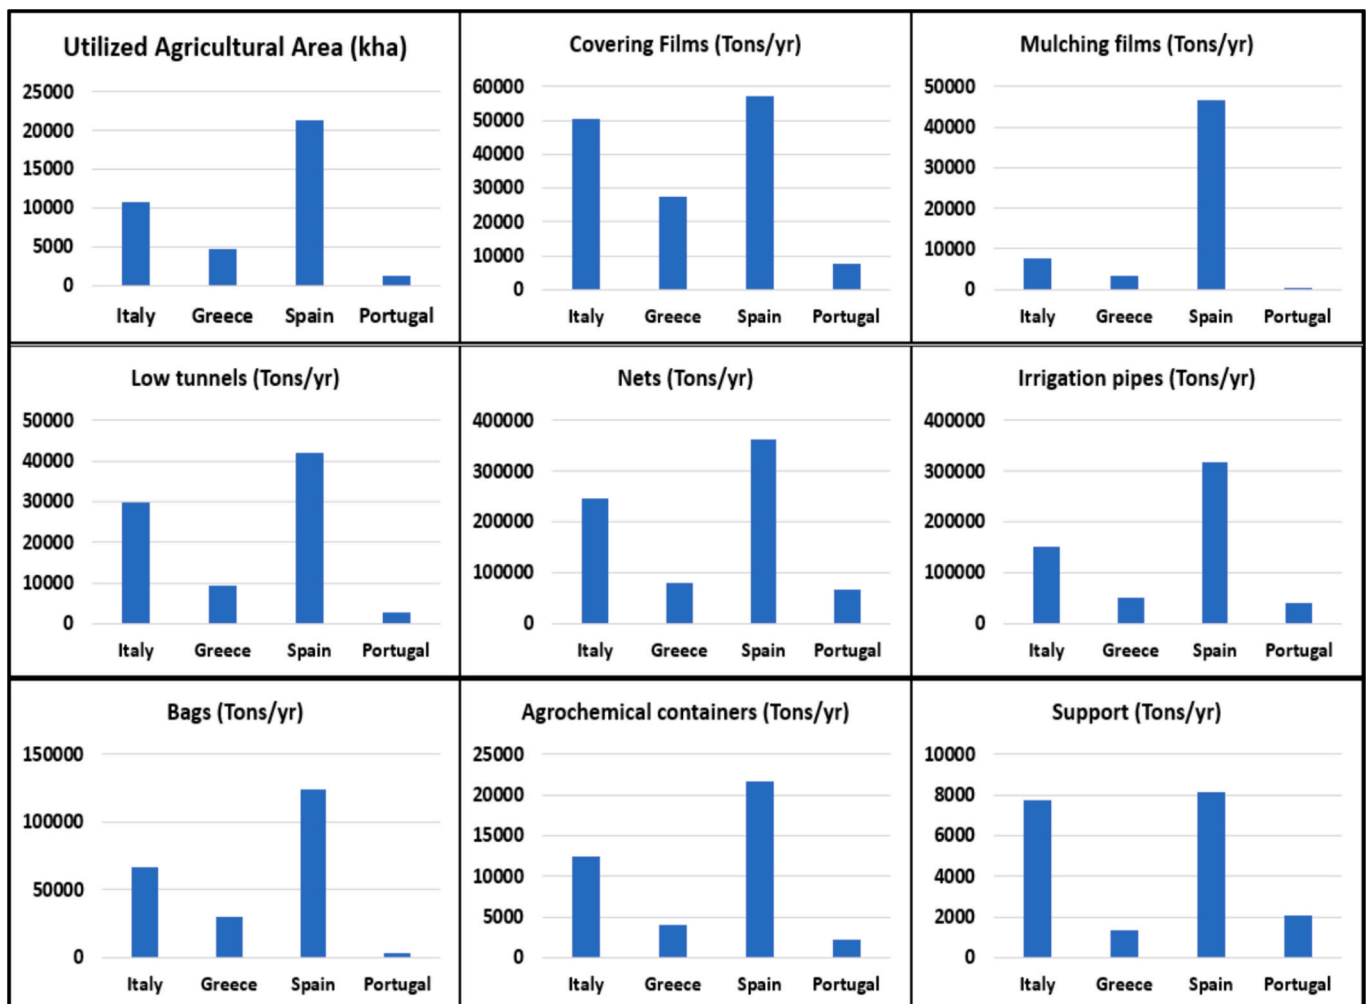 Utilized Agricultural Area (kha)
25000
20000
15000
10000
5000
0
Italy Greece Spain Portugal
Covering Films (Tons/yr)
60000
50000
40000
30000
20000
10000
0
Italy Greece Spain Portugal
Mulching films (Tons/yr)
50000
40000
30000
20000
10000
0
Italy Greece Spain Portugal
Low tunnels (Tons/yr)
50000
40000
30000
20000
10000
0
Italy Greece Spain Portugal
Nets (Tons/yr)
400000
300000
200000
100000
0
Italy Greece Spain Portugal
Irrigation pipes (Tons/yr)
400000
300000
200000
100000
0
Italy Greece Spain Portugal
Bags (Tons/yr)
150000
100000
50000
0
Italy Greece Spain Portugal
Agrochemical containers (Tons/yr)
25000
20000
15000
10000
5000
0
Italy Greece Spain Portugal
Support (Tons/yr)
10000
8000
6000
4000
2000
0
Italy Greece Spain Portugal